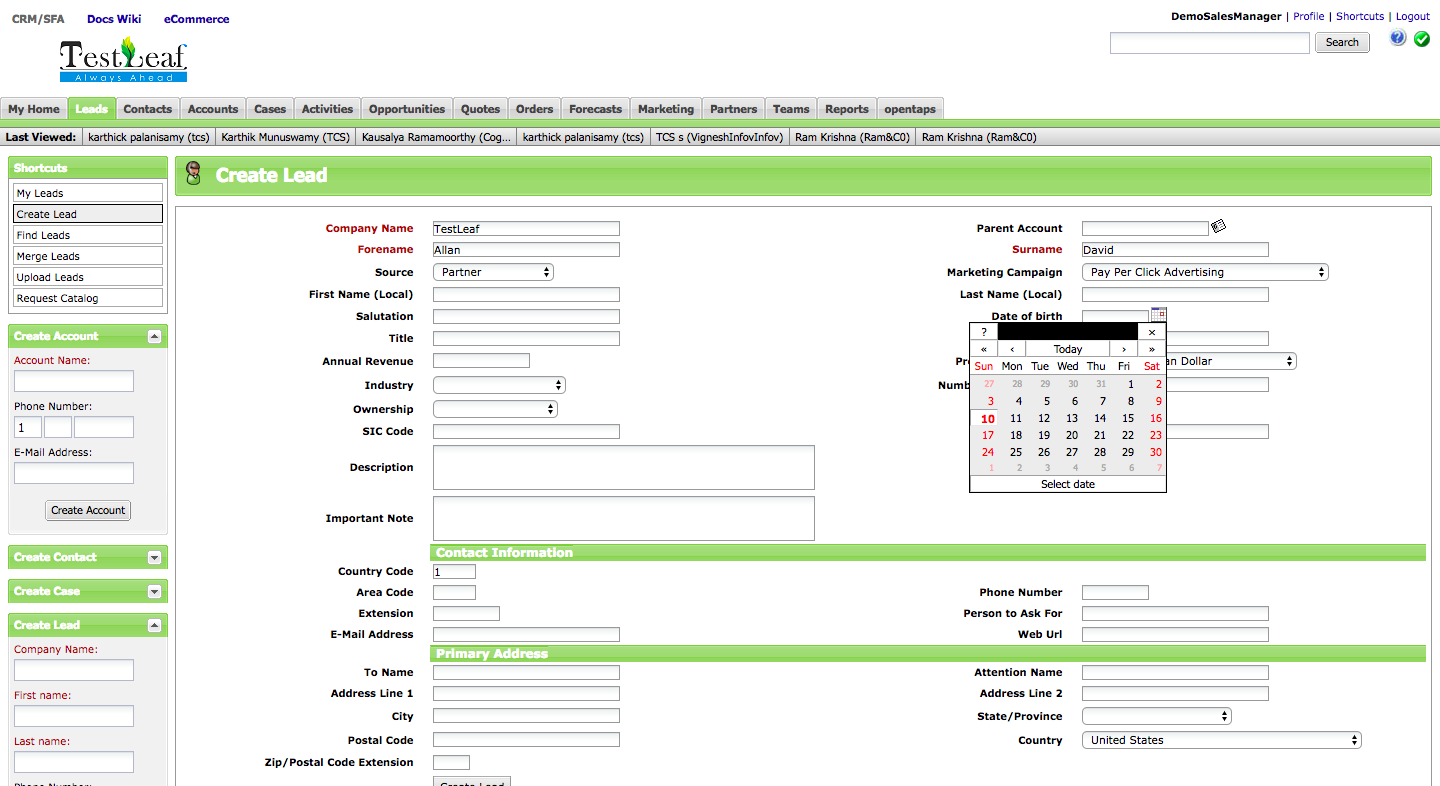 CRM/SFA Docs Wiki eCommerce
DemoSalesManager | Profile | Shortcuts | Logout
TestLeaf
Always Ahead
Search
?
My Home Leads Contacts Accounts Cases Activities Opportunities Quotes Orders Forecasts Marketing Partners Teams Reports opentaps
Last Viewed: karthick palanisamy (tcs) Karthik Munuswamy (TCS) Kausalya Ramamoorthy (Cog... karthick palanisamy (tcs) TCS s (VigneshInfovInfov) Ram Krishna (Ram&C0) Ram Krishna (Ram&C0)
Shortcuts
My Leads
Create Lead
Find Leads
Merge Leads
Upload Leads
Request Catalog
Create Account
Account Name:
Phone Number:
1
E-Mail Address:
Create Account
Create Contact
Create Case
Create Lead
Company Name:
First name:
Last name:
Phone Number:
Create Lead
Company Name TestLeaf Parent Account
Forename Allan Surname David
Source Partner Marketing Campaign Pay Per Click Advertising
First Name (Local) Last Name (Local)
Salutation Date of birth
Title
Annual Revenue
Industry
Ownership
SIC Code
Description
Important Note
? ×
« ‹ Today › »
Sun Mon Tue Wed Thu Fri Sat
27 28 29 30 31 1 2
3 4 5 6 7 8 9
10 11 12 13 14 15 16
17 18 19 20 21 22 23
24 25 26 27 28 29 30
1 2 3 4 5 6 7
Select date
Dollar
Contact Information
Country Code 1
Area Code Phone Number
Extension Person to Ask For
E-Mail Address Web Url
Primary Address
To Name Attention Name
Address Line 1 Address Line 2
City State/Province
Postal Code Country United States
Zip/Postal Code Extension
Create Lead